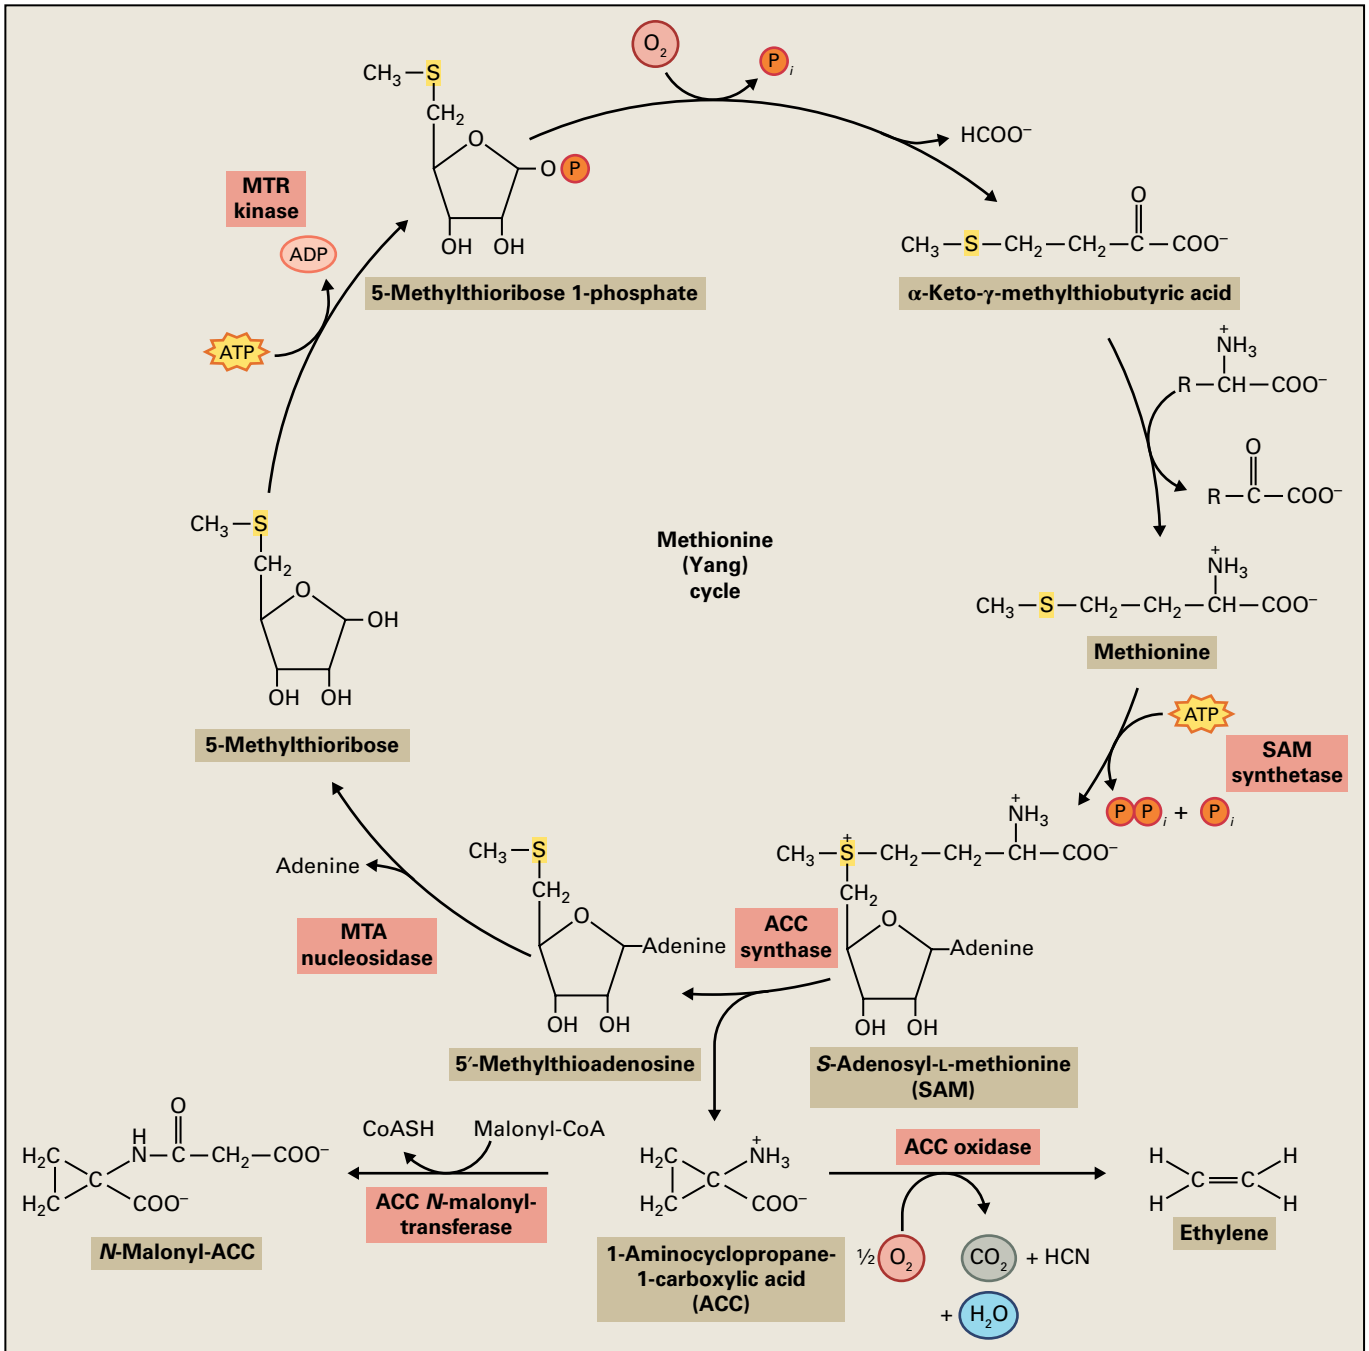 O₂
P i
CH₃—S
CH₂
O
O P
OH OH
5-Methylthioribose 1-phosphate
HCOO⁻
O
CH₃—S—CH₂—CH₂—C—COO⁻
α-Keto-γ-methylthiobutyric acid
MTR
kinase
ADP
ATP
+
NH₃
R—CH—COO⁻
O
R—C—COO⁻
Methionine
(Yang)
cycle
CH₃—S
CH₂
O
OH
OH OH
5-Methylthioribose
+
NH₃
CH₃—S—CH₂—CH₂—CH—COO⁻
Methionine
ATP
SAM
synthetase
P P i + P i
Adenine
MTA
nucleosidase
CH₃—S
CH₂
O
Adenine
OH OH
5′-Methylthioadenosine
ACC
synthase
+
NH₃
+
CH₃—S—CH₂—CH₂—CH—COO⁻
CH₂
O
Adenine
OH OH
S-Adenosyl-L-methionine
(SAM)
O
H
H₂C N—C—CH₂—COO⁻
C
H₂C COO⁻
N-Malonyl-ACC
CoASH Malonyl-CoA
ACC N-malonyl-
transferase
+
H₂C NH₃
C
H₂C COO⁻
1-Aminocyclopropane-
1-carboxylic acid
(ACC)
ACC oxidase
½ O₂ CO₂ + HCN
+ H₂O
H H
C=C
H H
Ethylene